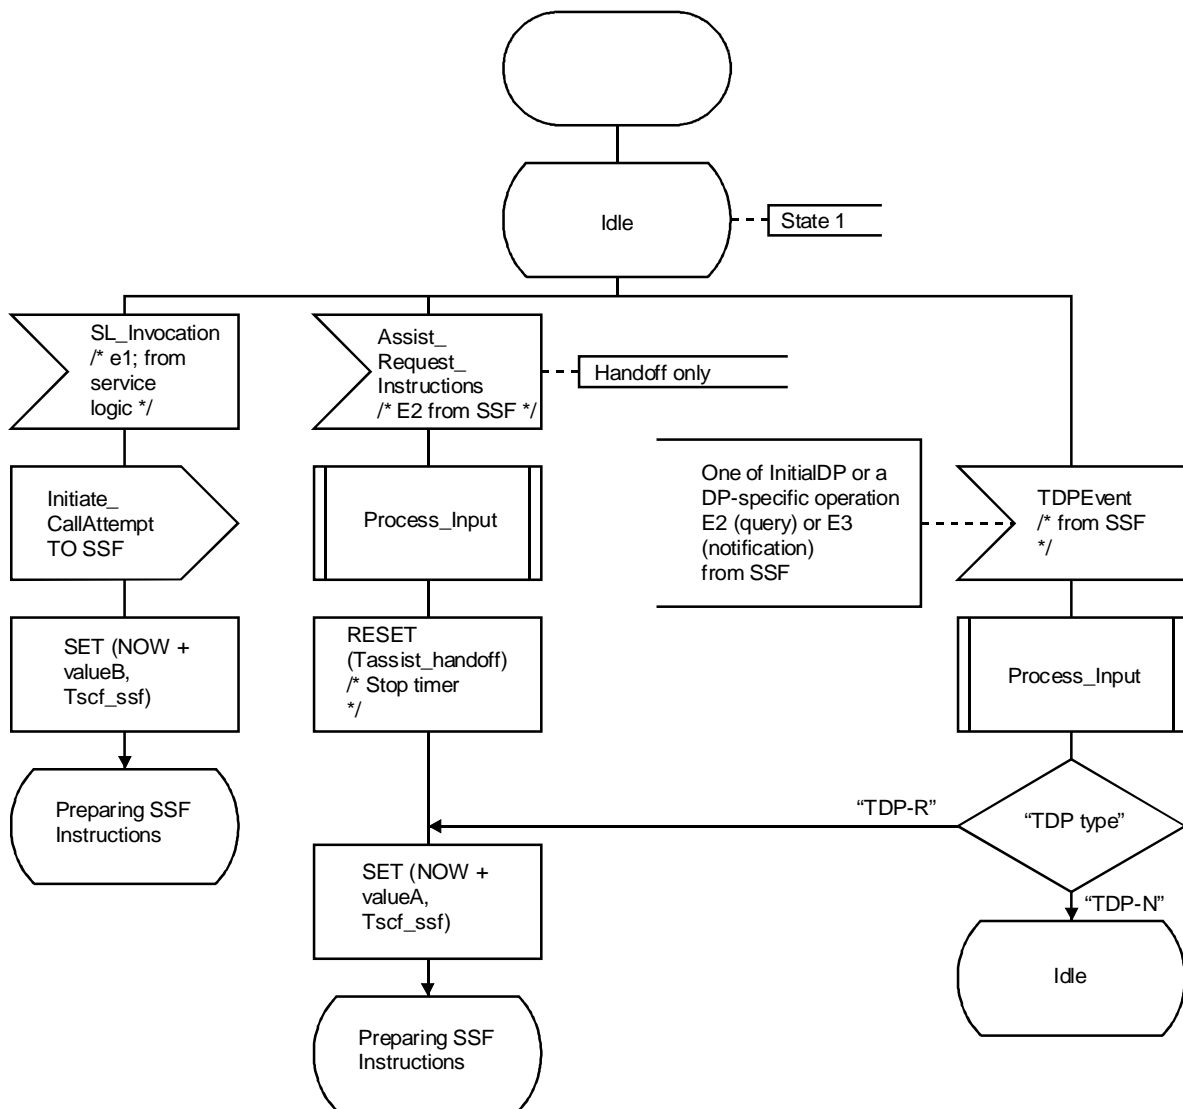 Idle
State 1
SL_Invocation
/* e1; from
service
logic */
Assist_
Request_
Instructions
/* E2 from SSF */
Handoff only
Initiate_
CallAttempt
TO SSF
Process_Input
One of InitialDP or a
DP-specific operation
E2 (query) or E3
(notification)
from SSF
TDPEvent
/* from SSF
*/
SET (NOW +
valueB,
Tscf_ssf)
RESET
(Tassist_handoff)
/* Stop timer
*/
Process_Input
Preparing SSF
Instructions
“TDP-R”
“TDP type”
SET (NOW +
valueA,
Tscf_ssf)
“TDP-N”
Idle
Preparing SSF
Instructions